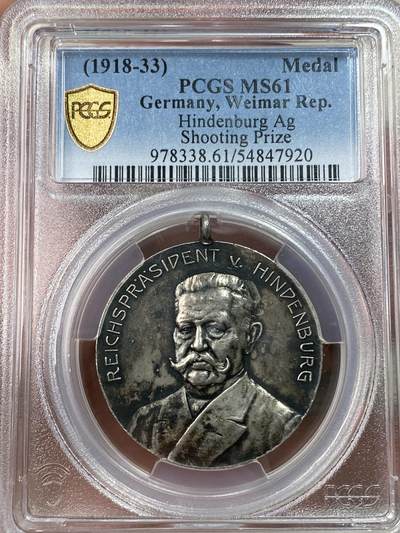 (1918-33) Medal
PCGS MS61
Germany, Weimar Rep.
Hindenburg Ag
Shooting Prize
978338.61/54847920
PCGS
REICHSPRÄSIDENT v. HINDENBURG
PCGS